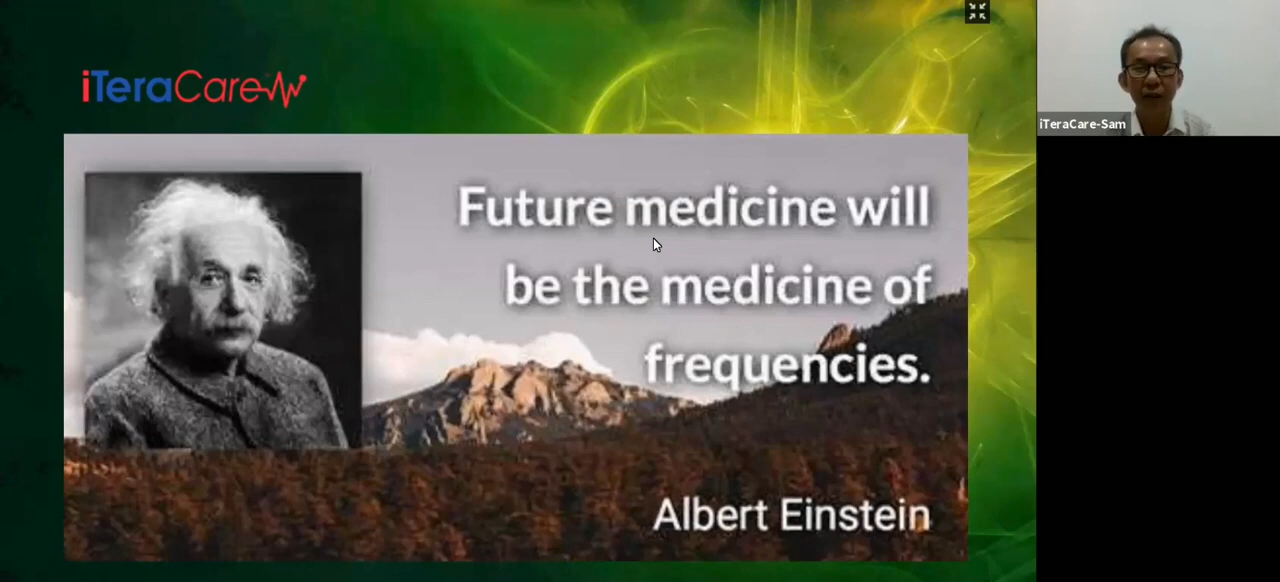 iTeraCare
Future medicine will
be the medicine of
frequencies.
Albert Einstein
iTeraCare-Sam